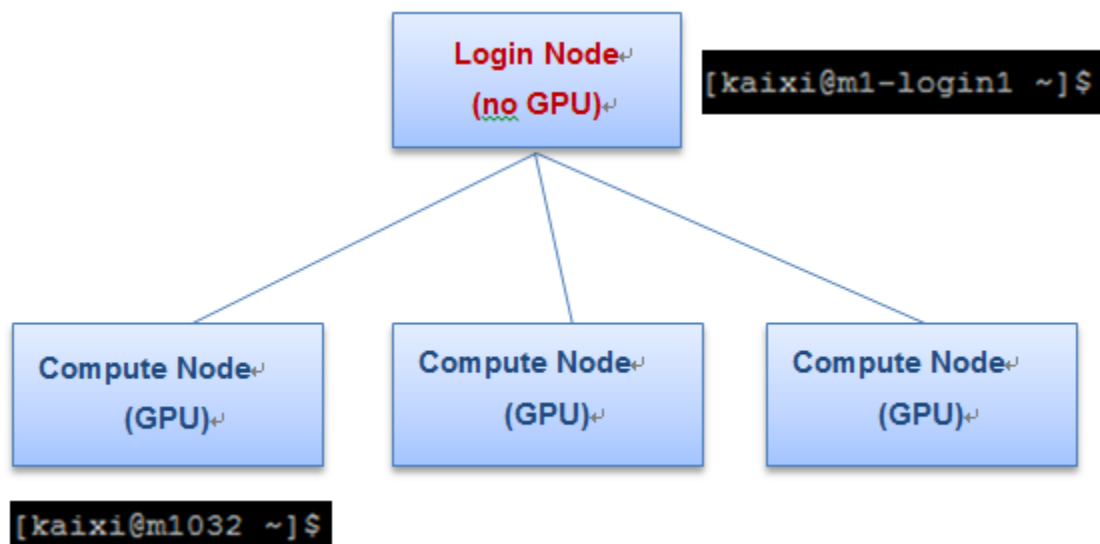 Login Node↵
(no GPU)↵
[kaixi@m1-login1 ~]$
Compute Node↵
(GPU)↵
Compute Node↵
(GPU)↵
Compute Node↵
(GPU)↵
[kaixi@m1032 ~]$